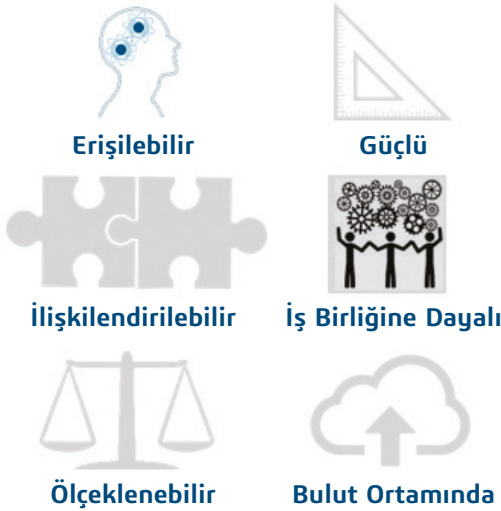 Erişilebilir
Güçlü
İlişkilendirilebilir
İş Birliğine Dayalı
Ölçeklenebilir
Bulut Ortamında